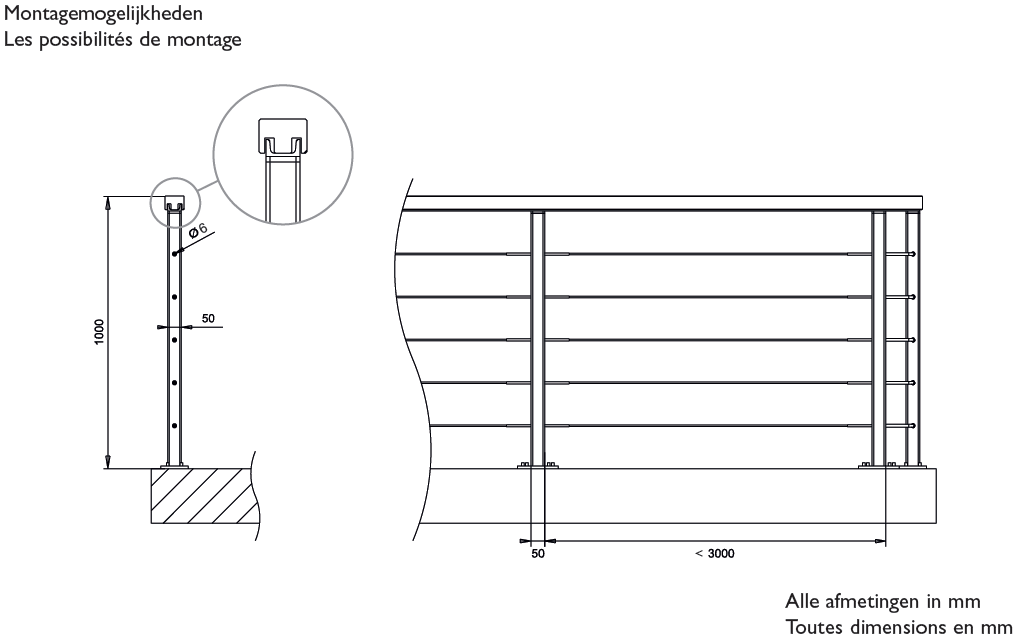 Montagemogelijkheden
Les possibilités de montage
Ø6
50
1000
50
< 3000
Alle afmetingen in mm
Toutes dimensions en mm